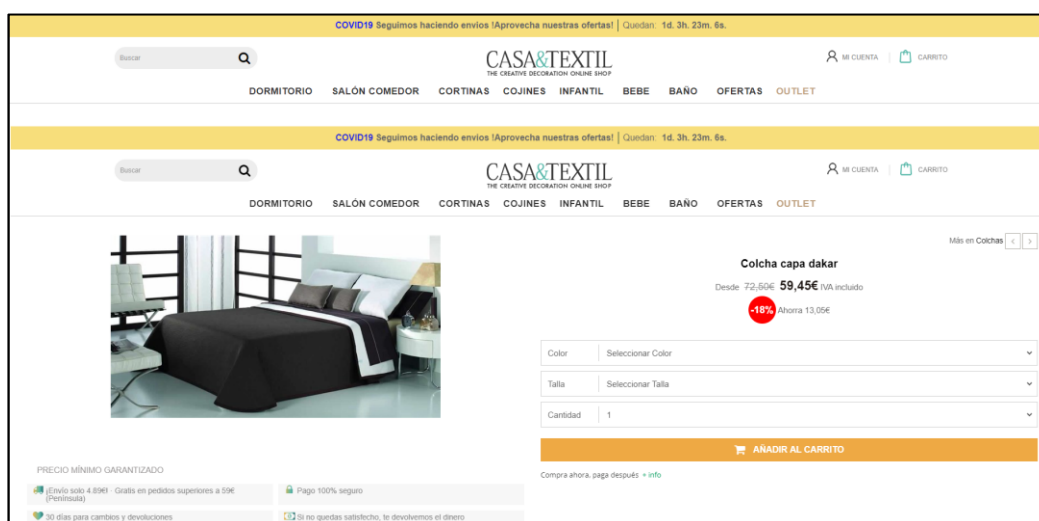 COVID19 Seguimos haciendo envios !Aprovecha nuestras ofertas! | Quedan: 1d. 3h. 23m. 6s.
Buscar
CASA&TEXTIL
THE CREATIVE DECORATION ONLINE SHOP
MI CUENTA
CARRITO
DORMITORIO SALÓN COMEDOR CORTINAS COJINES INFANTIL BEBE BAÑO OFERTAS OUTLET
COVID19 Seguimos haciendo envios !Aprovecha nuestras ofertas! | Quedan: 1d. 3h. 23m. 6s.
Buscar
CASA&TEXTIL
THE CREATIVE DECORATION ONLINE SHOP
MI CUENTA
CARRITO
DORMITORIO SALÓN COMEDOR CORTINAS COJINES INFANTIL BEBE BAÑO OFERTAS OUTLET
Más en Colchas < >
Colcha capa dakar
Desde 72,50€ 59,45€ IVA incluido
-18% Ahorra 13,05€
Color Seleccionar Color
Talla Seleccionar Talla
Cantidad 1
AÑADIR AL CARRITO
Compra ahora, paga después + info
PRECIO MÍNIMO GARANTIZADO
¡Envío solo 4.89€! · Gratis en pedidos superiores a 59€
(Península)
Pago 100% seguro
30 días para cambios y devoluciones
Si no quedas satisfecho, te devolvemos el dinero